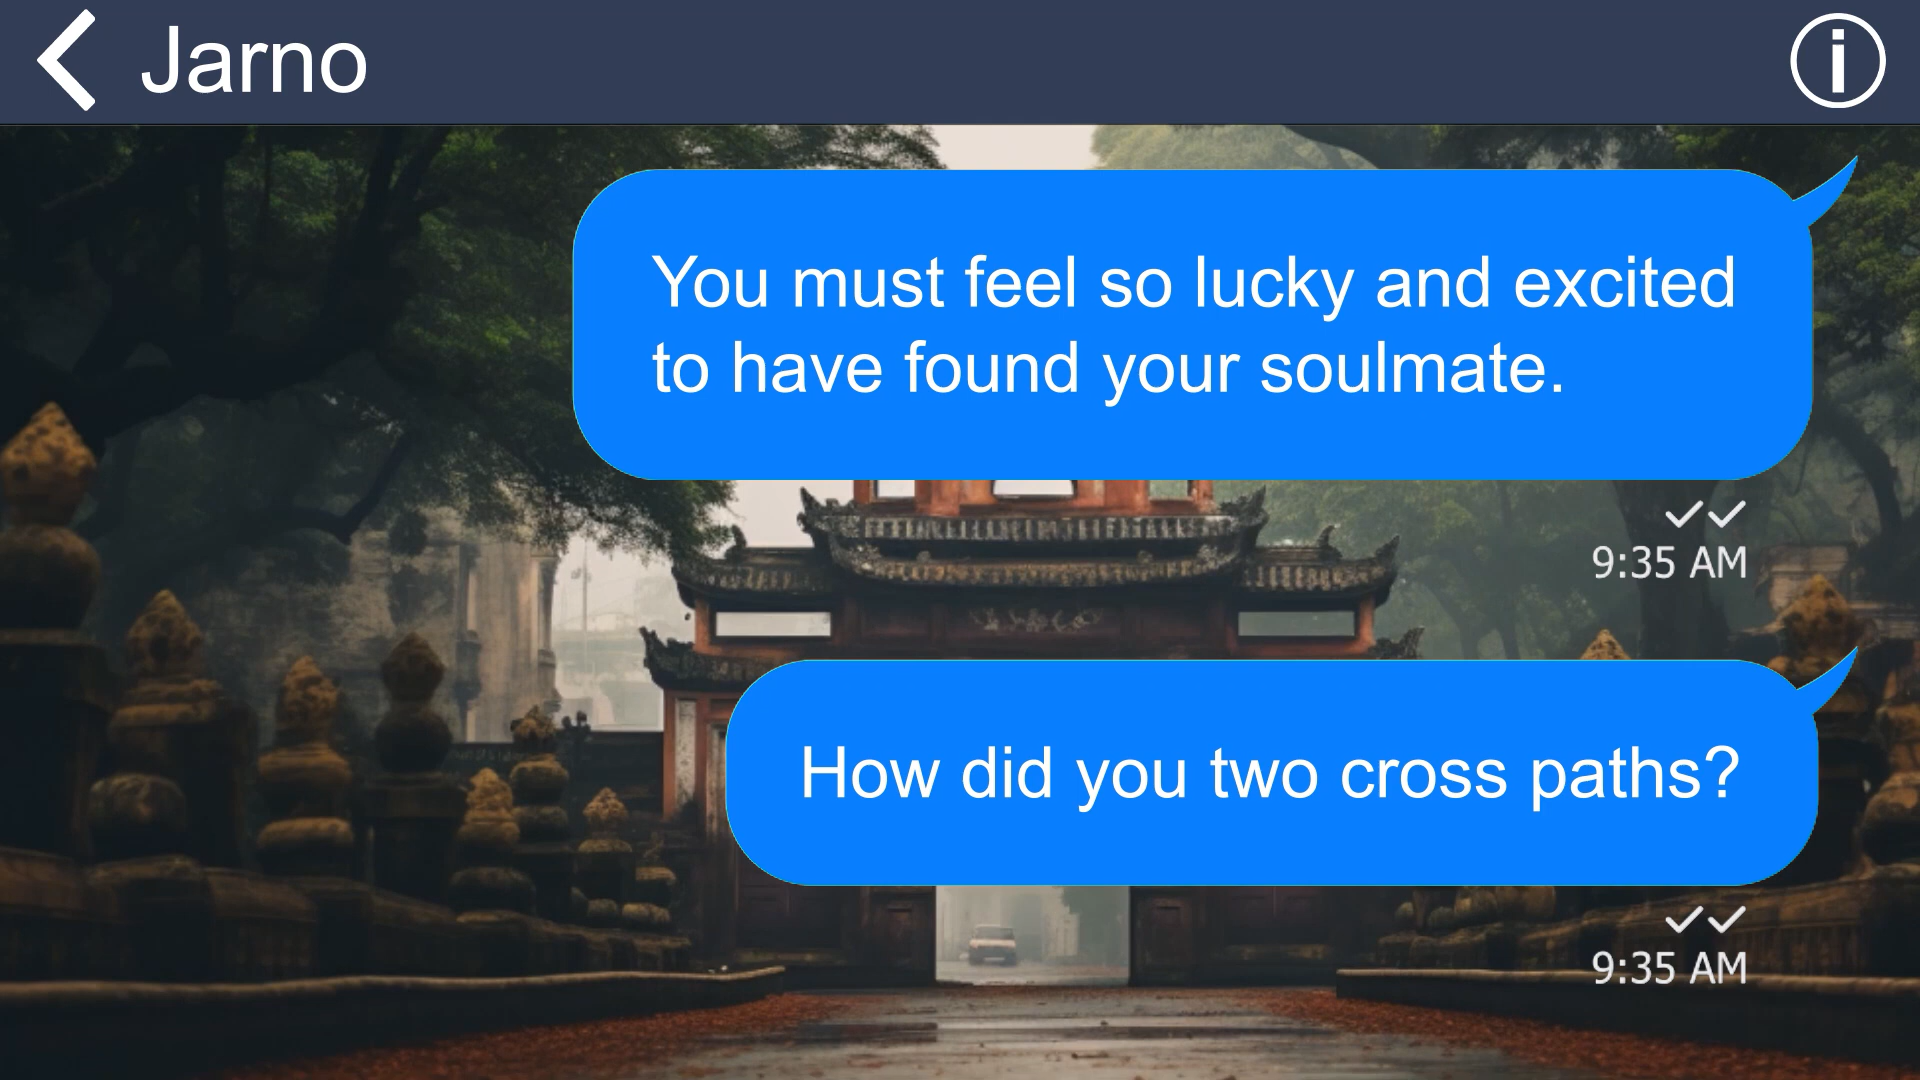 Jarno
You must feel so lucky and excited
to have found your soulmate.
9:35 AM
How did you two cross paths?
9:35 AM